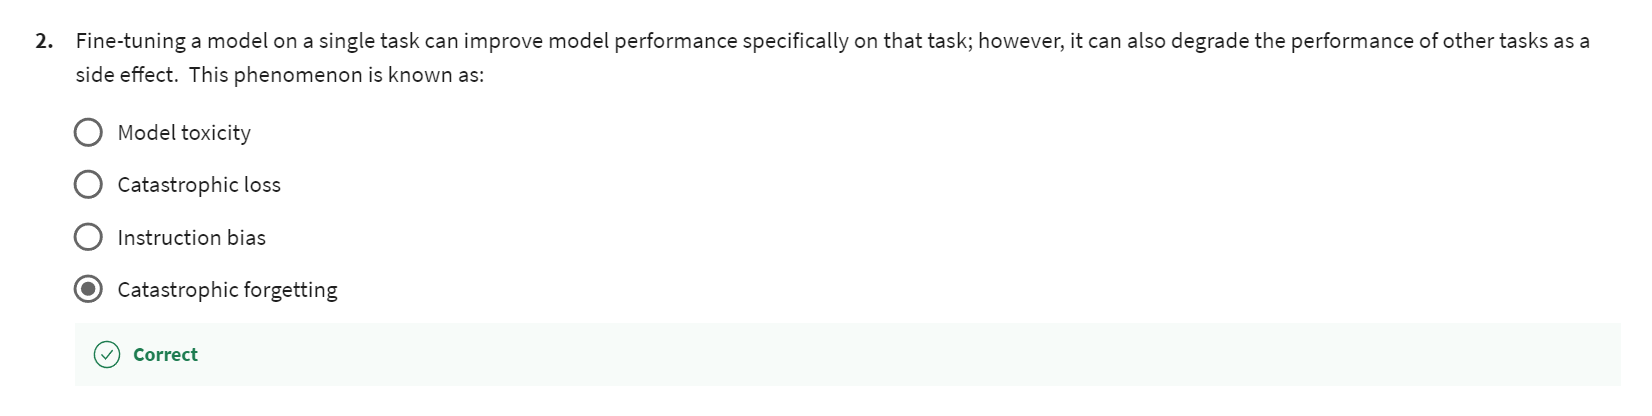 2. Fine-tuning a model on a single task can improve model performance specifically on that task; however, it can also degrade the performance of other tasks as a
side effect.  This phenomenon is known as:
Model toxicity
Catastrophic loss
Instruction bias
Catastrophic forgetting
Correct